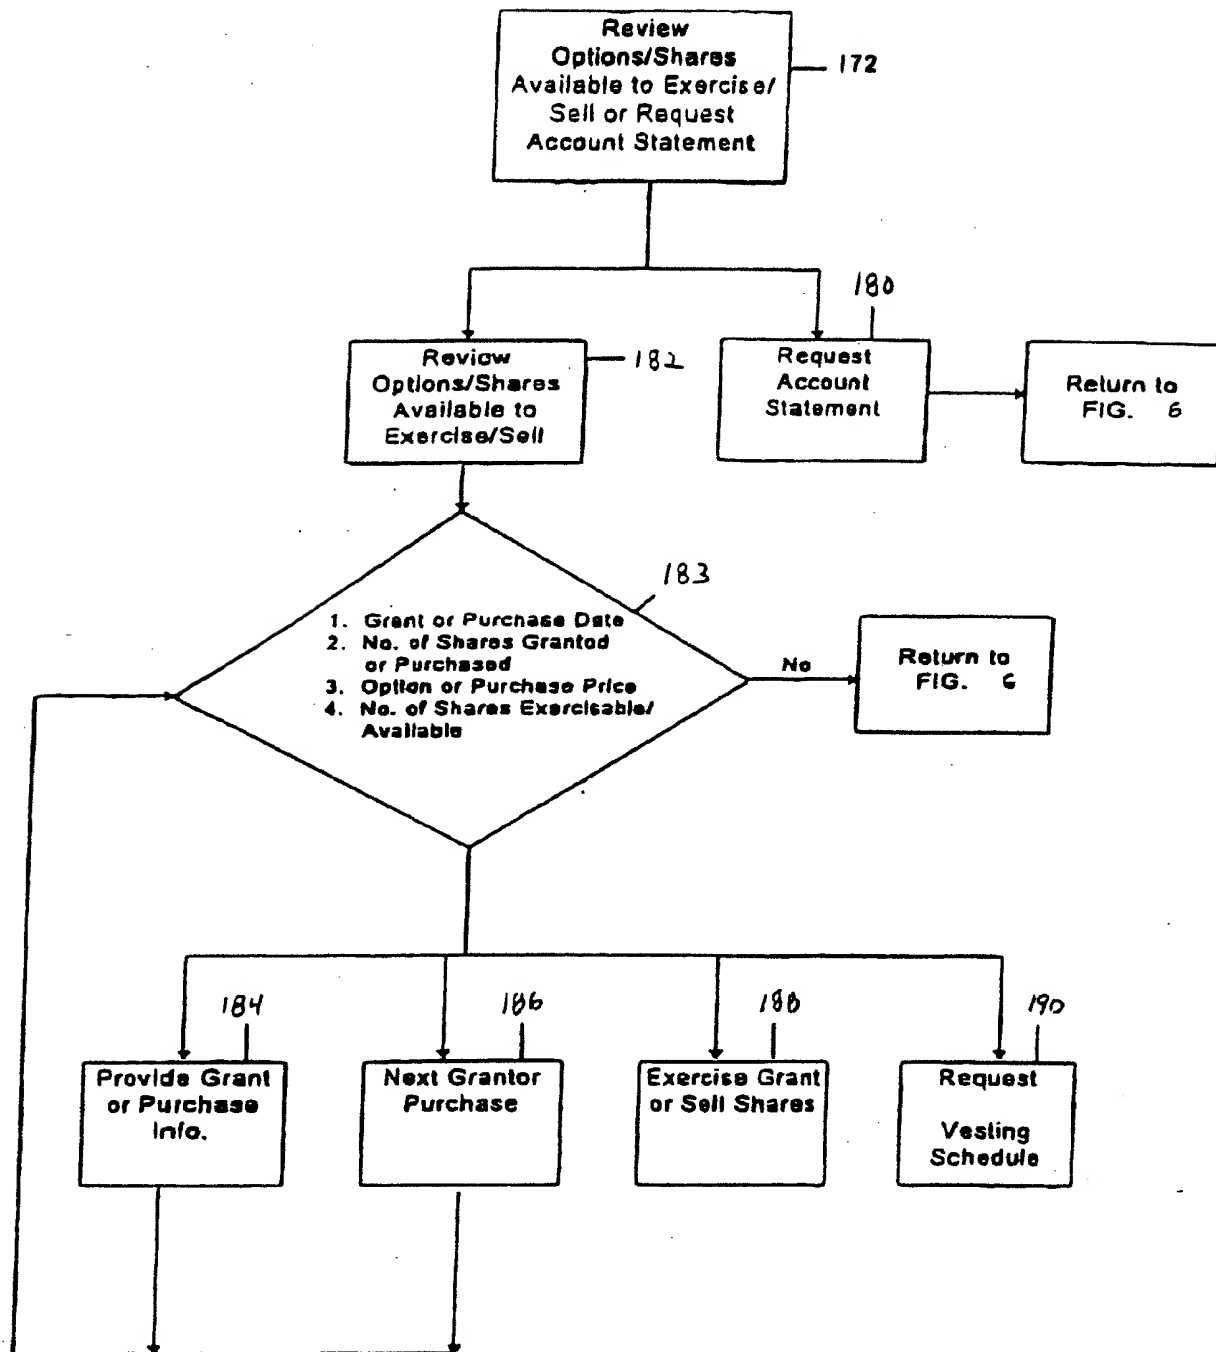 Review
Options/Shares
Available to Exercise/
Sell or Request
Account Statement
172
180
Review
Options/Shares
Available to
Exercise/Sell
182
Request
Account
Statement
Return to
FIG. 6
183
1. Grant or Purchase Date
2. No. of Shares Granted
or Purchased
3. Option or Purchase Price
4. No. of Shares Exercisable/
Available
No
Return to
FIG. 6
184
186
188
190
Provide Grant
or Purchase
Info.
Next Grantor
Purchase
Exercise Grant
or Sell Shares
Request
Vesting
Schedule